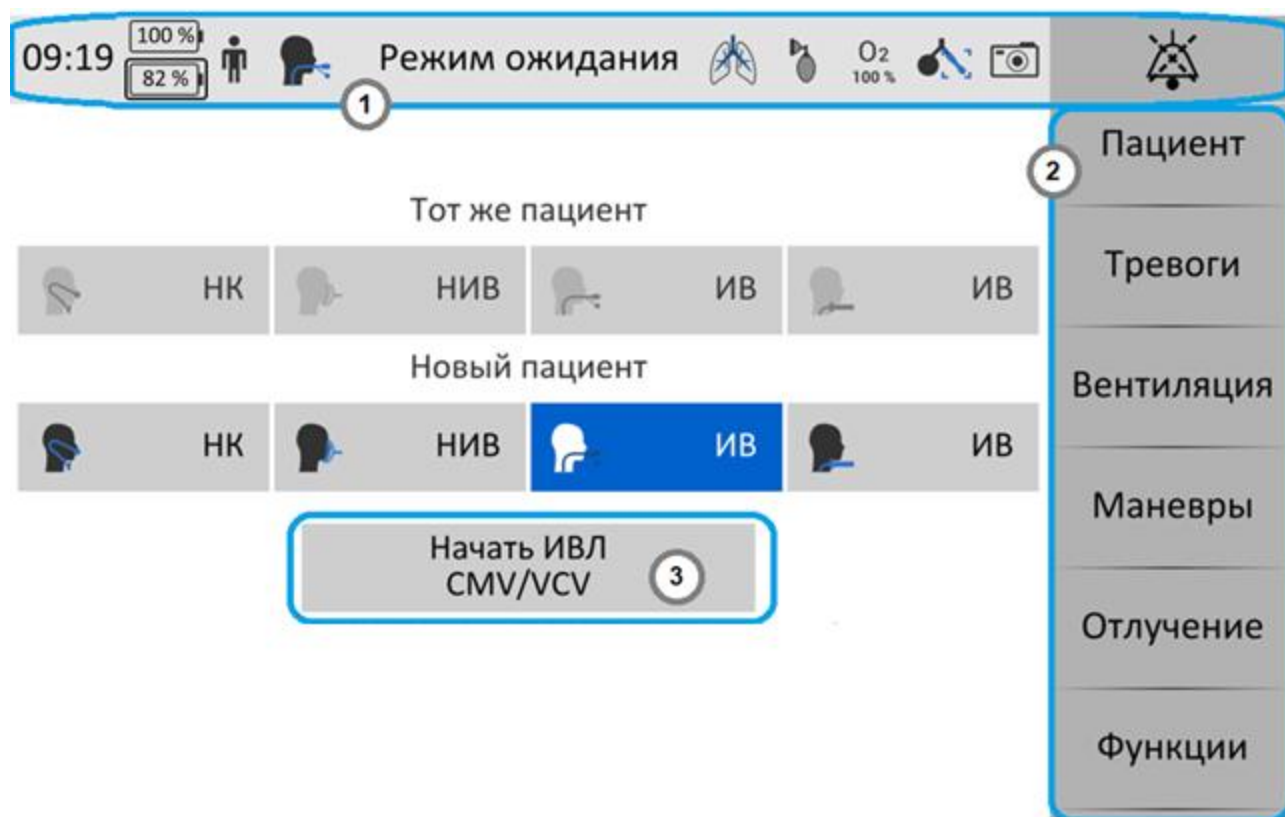 09:19 100 % Режим ожидания O2
82 % 100 %
1
Пациент
2
Тот же пациент
Тревоги
НК НИВ ИВ ИВ
Новый пациент
Вентиляция
НК НИВ ИВ ИВ
Маневры
Начать ИВЛ
CMV/VCV
3
Отлучение
Функции